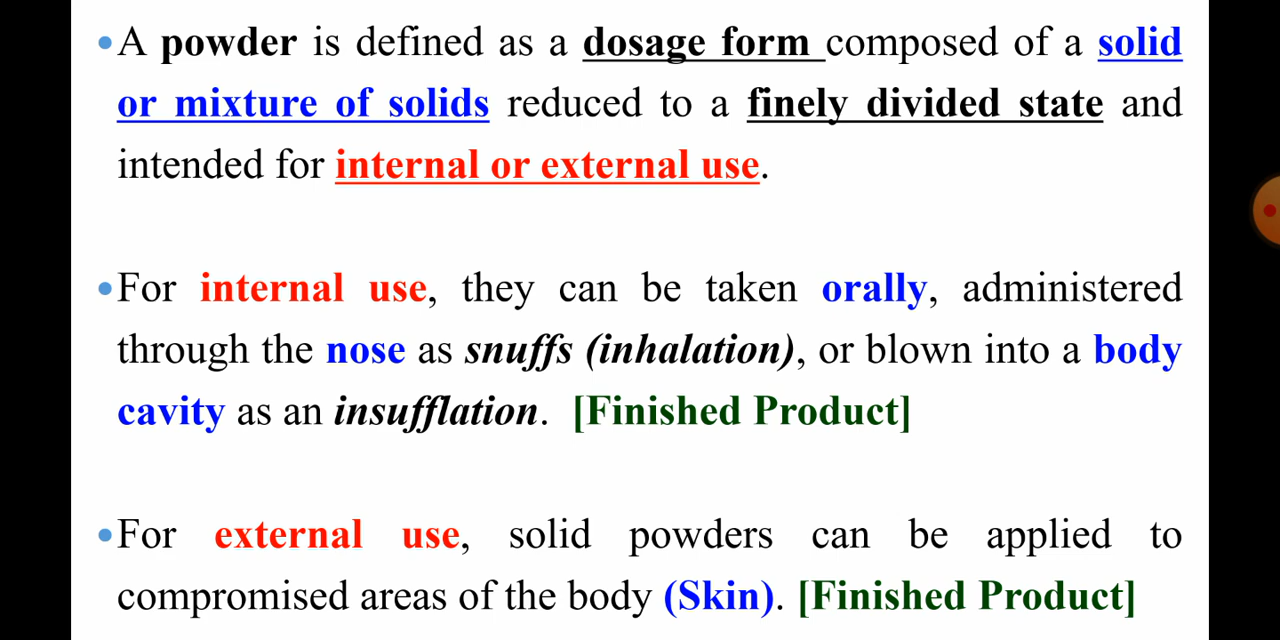 • A powder is defined as a dosage form composed of a solid
or mixture of solids reduced to a finely divided state and
intended for internal or external use.
• For internal use, they can be taken orally, administered
through the nose as snuffs (inhalation), or blown into a body
cavity as an insufflation. [Finished Product]
• For external use, solid powders can be applied to
compromised areas of the body (Skin). [Finished Product]